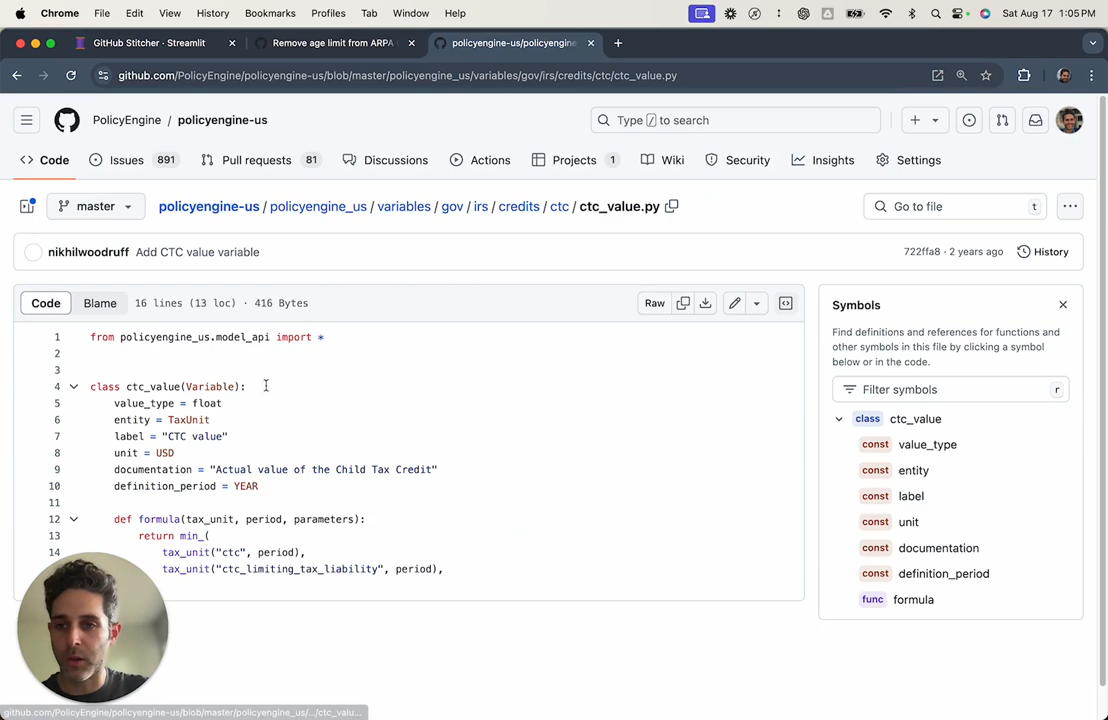 Chrome File Edit View History Bookmarks Profiles Tab Window Help Sat Aug 17 1:05 PM
GitHub Stitcher · Streamlit Remove age limit from ARPA policyengine-us/policyengine
github.com/PolicyEngine/policyengine-us/blob/master/policyengine_us/variables/gov/irs/credits/ctc/ctc_value.py
PolicyEngine / policyengine-us Type / to search
Code Issues 891 Pull requests 81 Discussions Actions Projects 1 Wiki Security Insights Settings
master policyengine-us / policyengine_us / variables / gov / irs / credits / ctc / ctc_value.py Go to file t
nikhilwoodruff Add CTC value variable 722ffa8 · 2 years ago History
Code Blame 16 lines (13 loc) · 416 Bytes Raw
1 from policyengine_us.model_api import *
2
3
4 class ctc_value(Variable):
5 value_type = float
6 entity = TaxUnit
7 label = "CTC value"
8 unit = USD
9 documentation = "Actual value of the Child Tax Credit"
10 definition_period = YEAR
11
12 def formula(tax_unit, period, parameters):
13 return min_(
14 tax_unit("ctc", period),
tax_unit("ctc_limiting_tax_liability", period),
Symbols
Find definitions and references for functions and
other symbols in this file by clicking a symbol
below or in the code.
Filter symbols r
class ctc_value
const value_type
const entity
const label
const unit
const documentation
const definition_period
func formula
github.com/PolicyEngine/policyengine-us/blob/master/policyengine_us/.../ctc_valu...